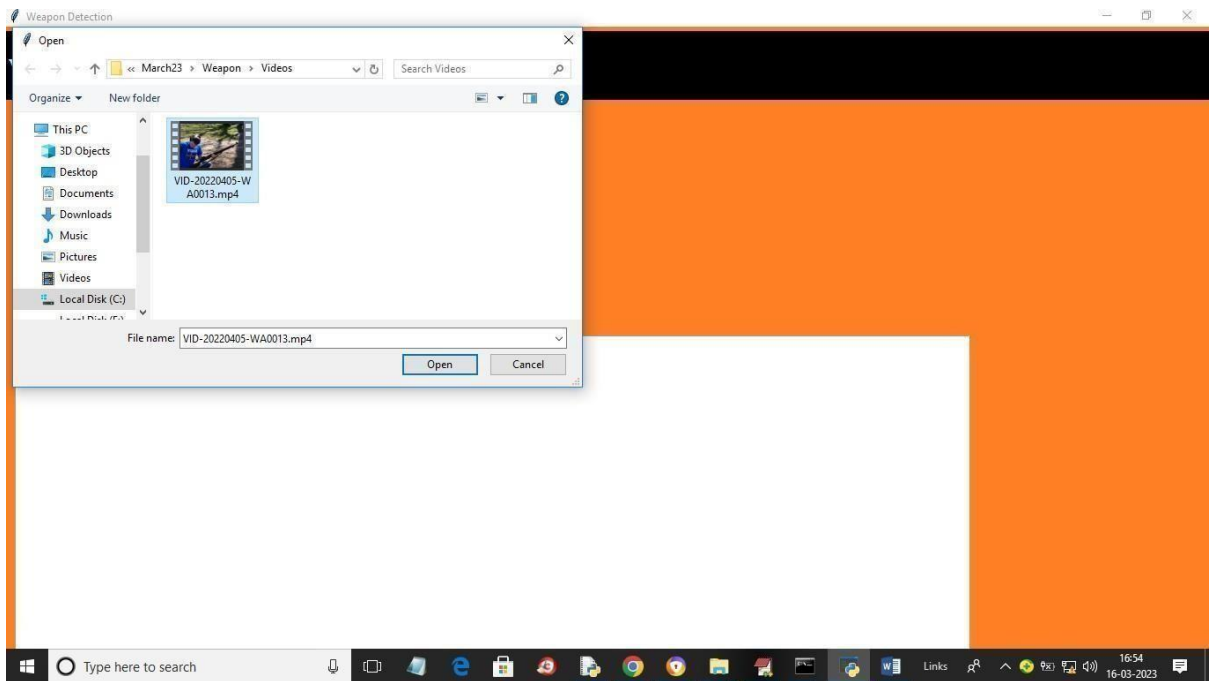 Weapon Detection
Open
« March23 › Weapon › Videos
Search Videos
Organize
New folder
This PC
3D Objects
Desktop
Documents
Downloads
Music
Pictures
Videos
Local Disk (C:)
VID-20220405-W
A0013.mp4
File name: VID-20220405-WA0013.mp4
Open
Cancel
Type here to search
Links
16:54
16-03-2023